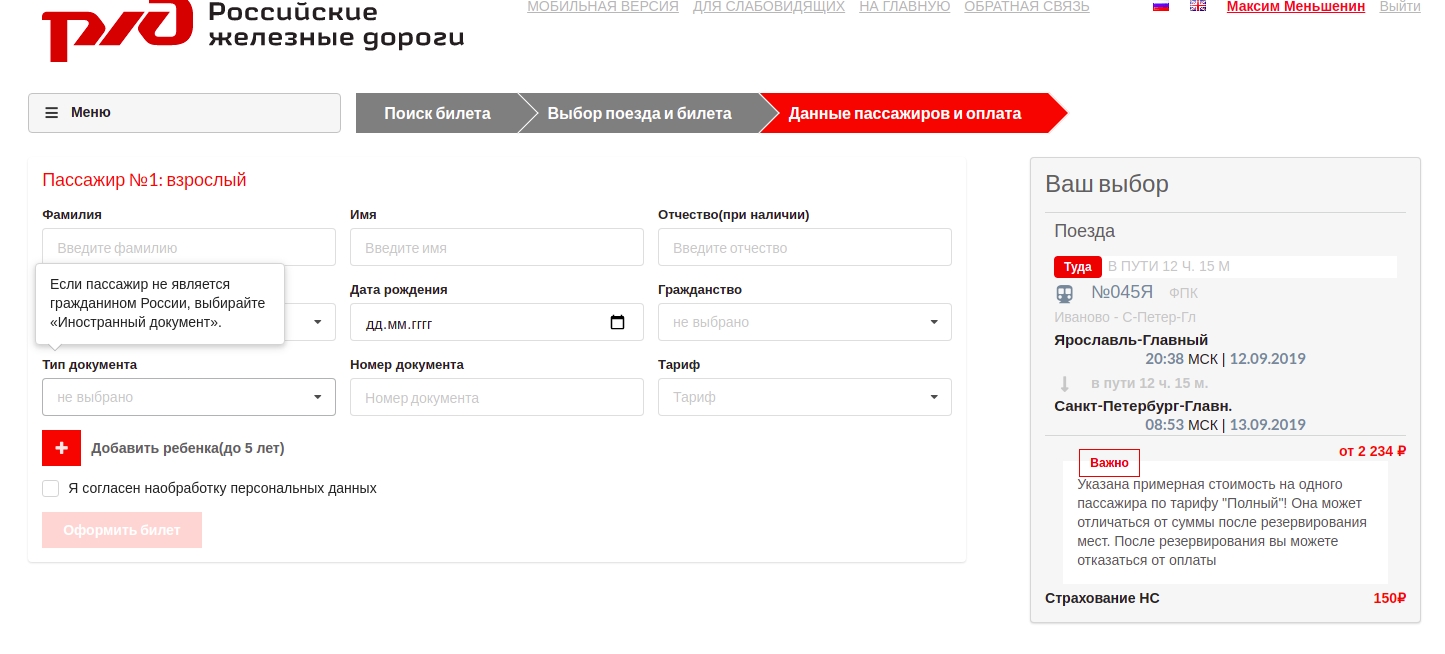 Российские
железные дороги
МОБИЛЬНАЯ ВЕРСИЯ ДЛЯ СЛАБОВИДЯЩИХ НА ГЛАВНУЮ ОБРАТНАЯ СВЯЗЬ
Максим Меньшенин Выйти
Меню
Поиск билета Выбор поезда и билета Данные пассажиров и оплата
Пассажир №1: взрослый
Фамилия Имя Отчество(при наличии)
Введите фамилию Введите имя Введите отчество
Если пассажир не является
гражданином России, выбирайте
«Иностранный документ».
Дата рождения Гражданство
дд.мм.гггг не выбрано
Тип документа Номер документа Тариф
не выбрано Номер документа Тариф
Добавить ребенка(до 5 лет)
Я согласен наобработку персональных данных
Оформить билет
Ваш выбор
Поезда
Туда В ПУТИ 12 Ч. 15 М
№045Я ФПК
Иваново - С-Петер-Гл
Ярославль-Главный
20:38 МСК | 12.09.2019
в пути 12 ч. 15 м.
Санкт-Петербург-Главн.
08:53 МСК | 13.09.2019
от 2 234 ₽
Важно
Указана примерная стоимость на одного
пассажира по тарифу "Полный"! Она может
отличаться от суммы после резервирования
мест. После резервирования вы можете
отказаться от оплаты
Страхование НС 150₽